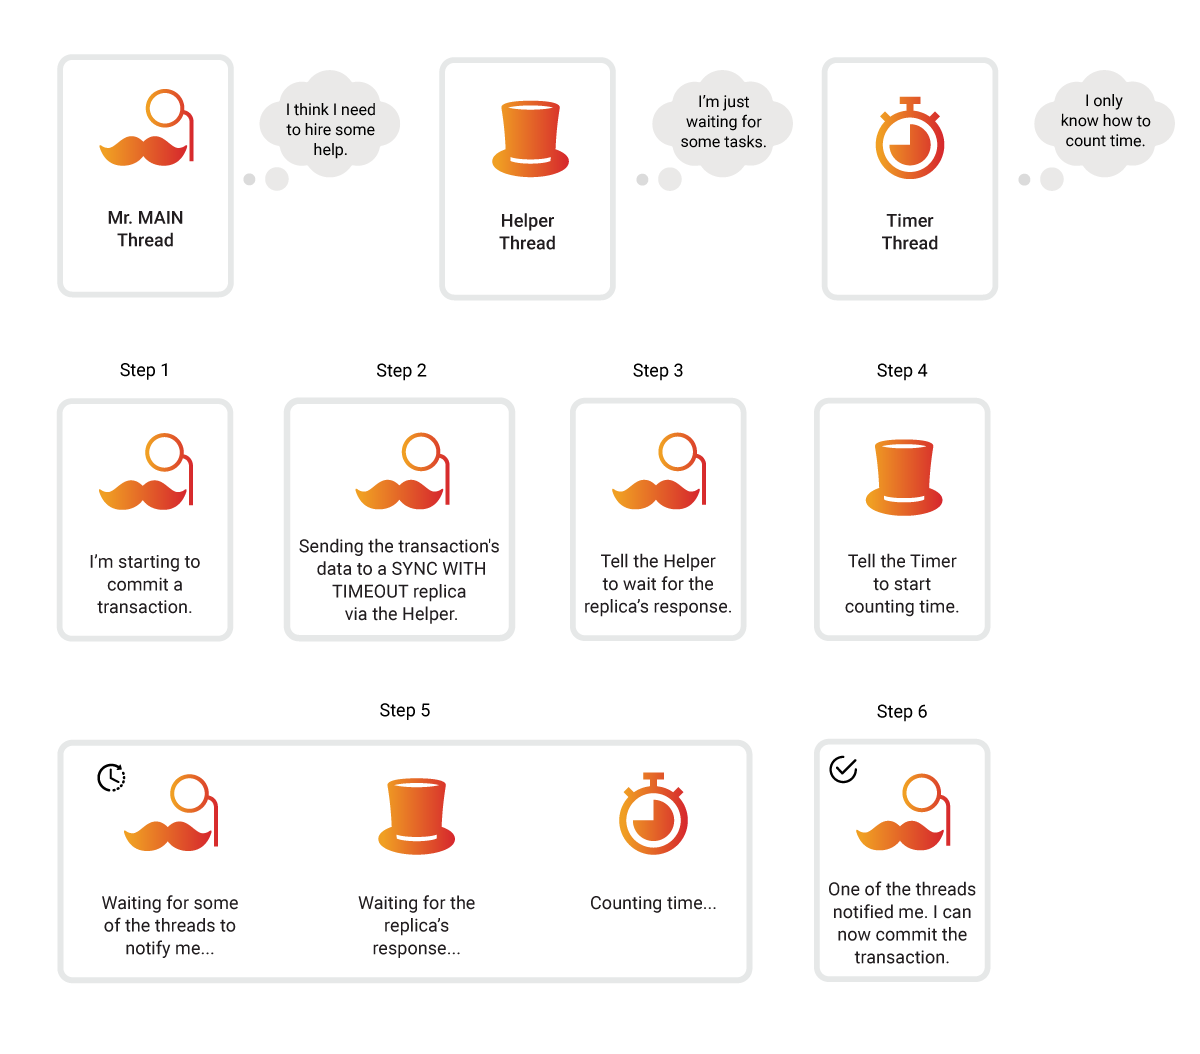 I think I need
to hire some
help.
I'm just
waiting for
some tasks.
I only
know how to
count time.
Mr. MAIN
Thread
Helper
Thread
Timer
Thread
Step 1
Step 2
Step 3
Step 4
I'm starting to
commit a
transaction.
Sending the transaction's
data to a SYNC WITH
TIMEOUT replica
via the Helper.
Tell the Helper
to wait for the
replica's response.
Tell the Timer
to start
counting time.
Step 5
Step 6
Waiting for some
of the threads to
notify me...
Waiting for the
replica's
response...
Counting time...
One of the threads
notified me. I can
now commit the
transaction.